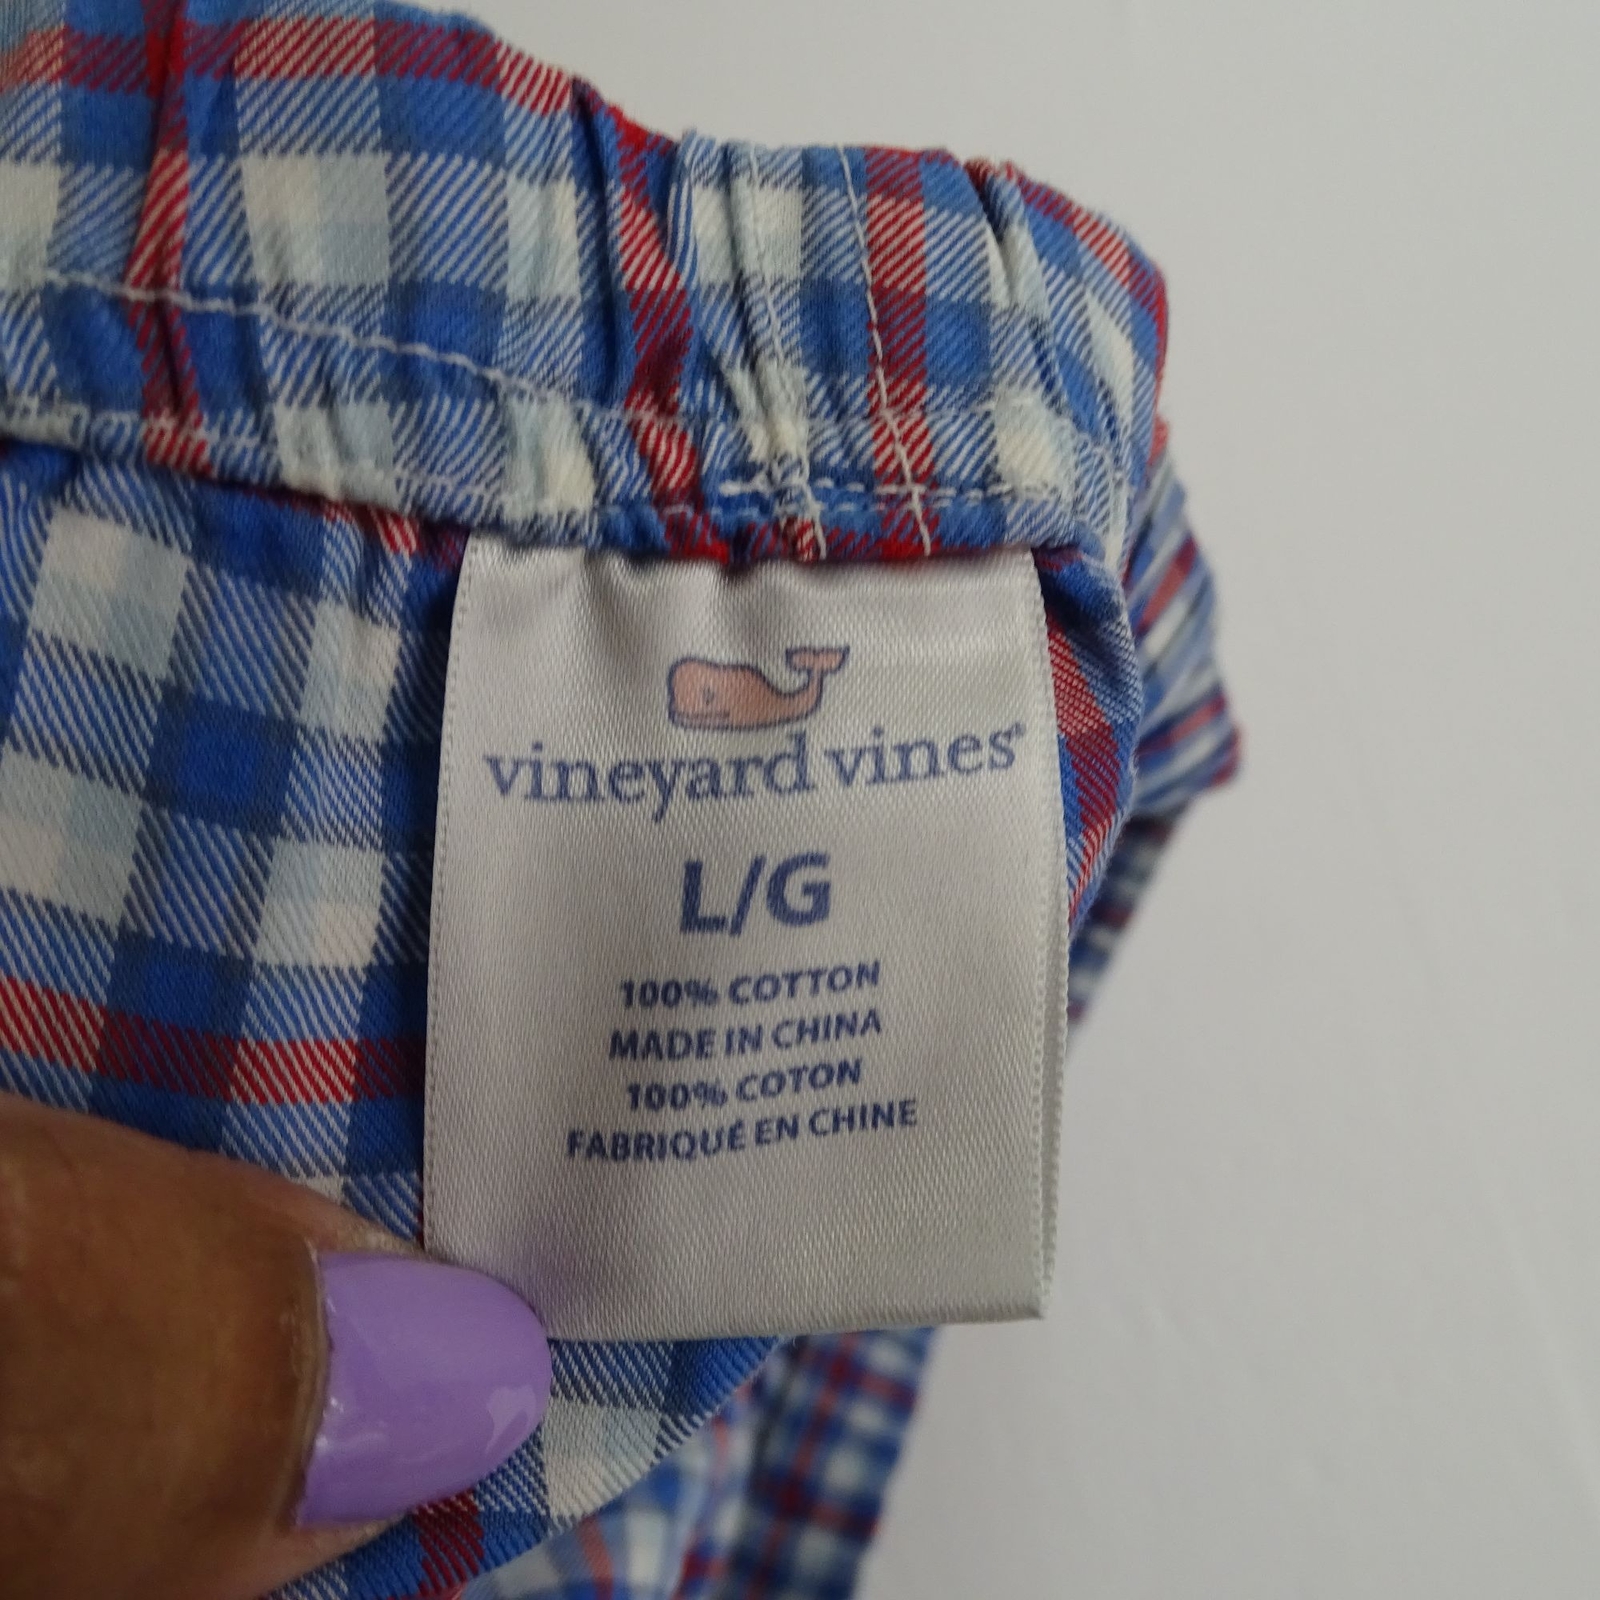 vineyard vines®
L/G
100% COTTON
MADE IN CHINA
100% COTON
FABRIQUÉ EN CHINE